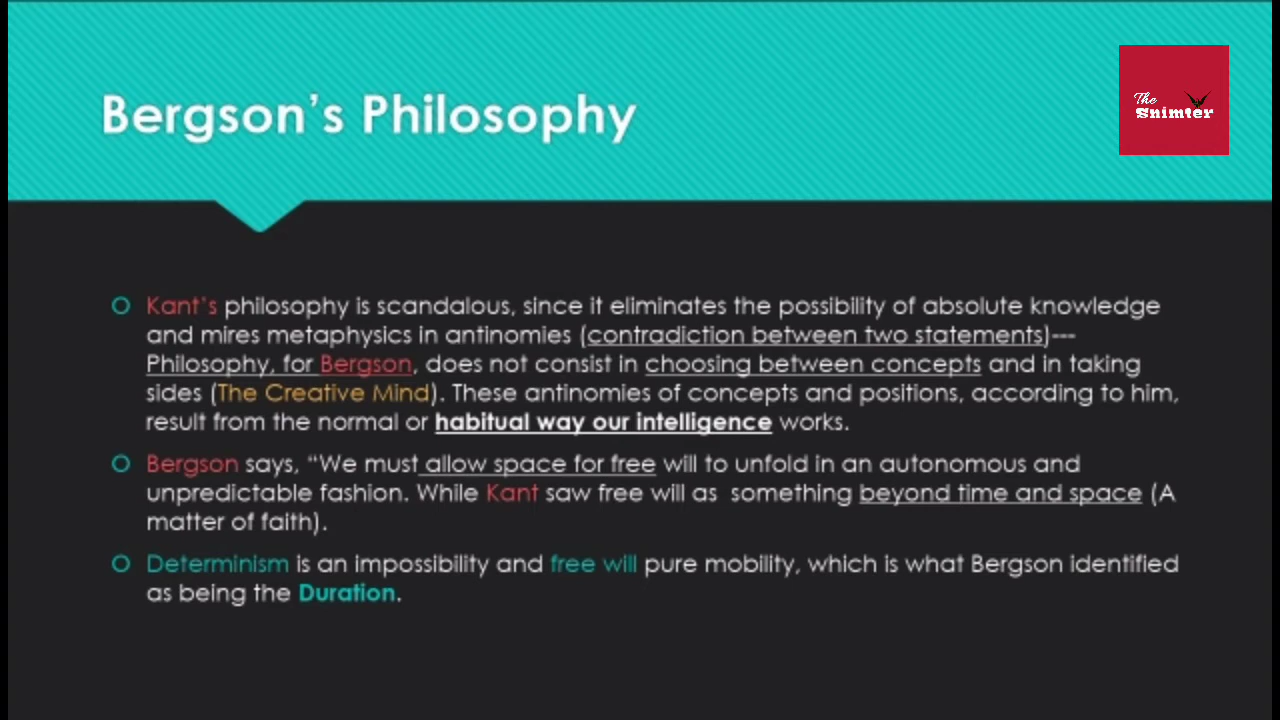 Bergson's Philosophy
The
Snimter
Kant's philosophy is scandalous, since it eliminates the possibility of absolute knowledge
and mires metaphysics in antinomies (contradiction between two statements)---
Philosophy, for Bergson, does not consist in choosing between concepts and in taking
sides (The Creative Mind). These antinomies of concepts and positions, according to him,
result from the normal or habitual way our intelligence works.
Bergson says, “We must allow space for free will to unfold in an autonomous and
unpredictable fashion. While Kant saw free will as something beyond time and space (A
matter of faith).
Determinism is an impossibility and free will pure mobility, which is what Bergson identified
as being the Duration.